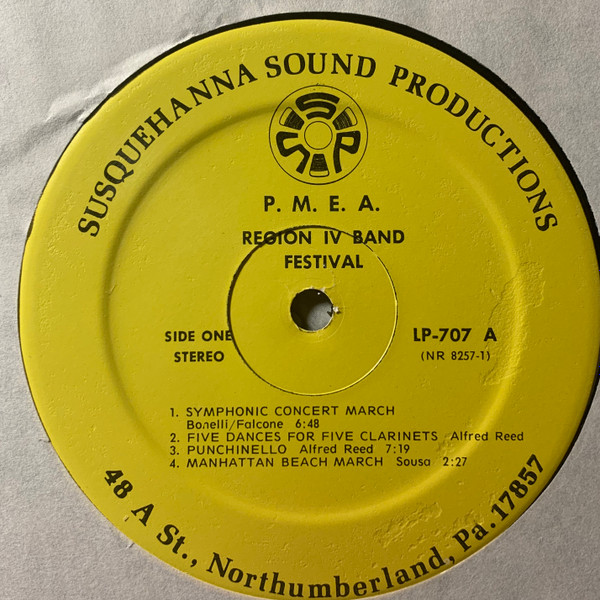 SUSQUEHANNA SOUND PRODUCTIONS
SSP
P. M. E. A.
REGION IV BAND
FESTIVAL
SIDE ONE
STEREO
LP-707 A
(NR 8257-1)
1. SYMPHONIC CONCERT MARCH
Bonelli/Falcone 6:48
2. FIVE DANCES FOR FIVE CLARINETS Alfred Reed
3. PUNCHINELLO Alfred Reed 7:19
4. MANHATTAN BEACH MARCH Sousa 2:27
48 A St., Northumberland, Pa. 17857